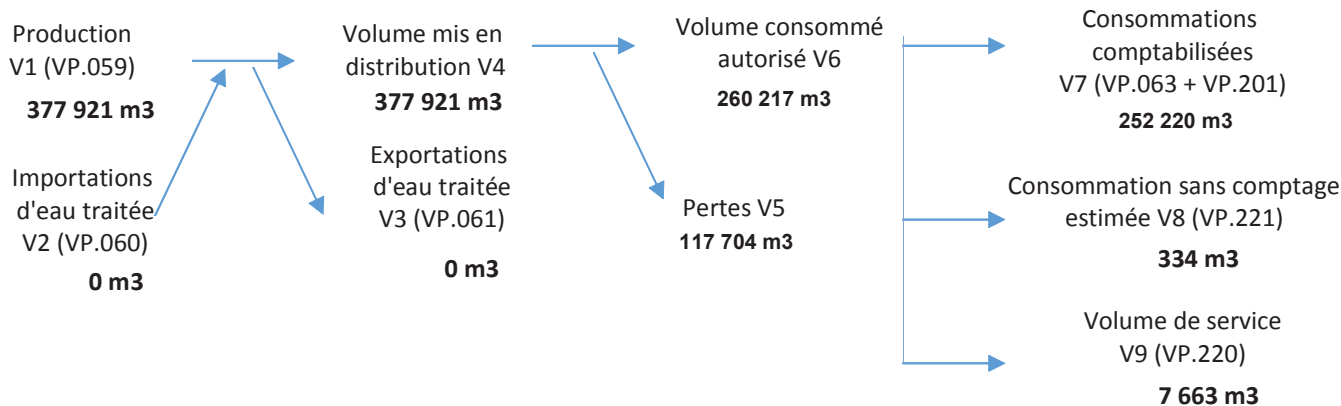 Production
V1 (VP.059)
377 921 m3
Importations
d'eau traitée
V2 (VP.060)
0 m3
Volume mis en
distribution V4
377 921 m3
Exportations
d'eau traitée
V3 (VP.061)
0 m3
Volume consommé
autorisé V6
260 217 m3
Pertes V5
117 704 m3
Consommations
comptabilisées
V7 (VP.063 + VP.201)
252 220 m3
Consommation sans comptage
estimée V8 (VP.221)
334 m3
Volume de service
V9 (VP.220)
7 663 m3